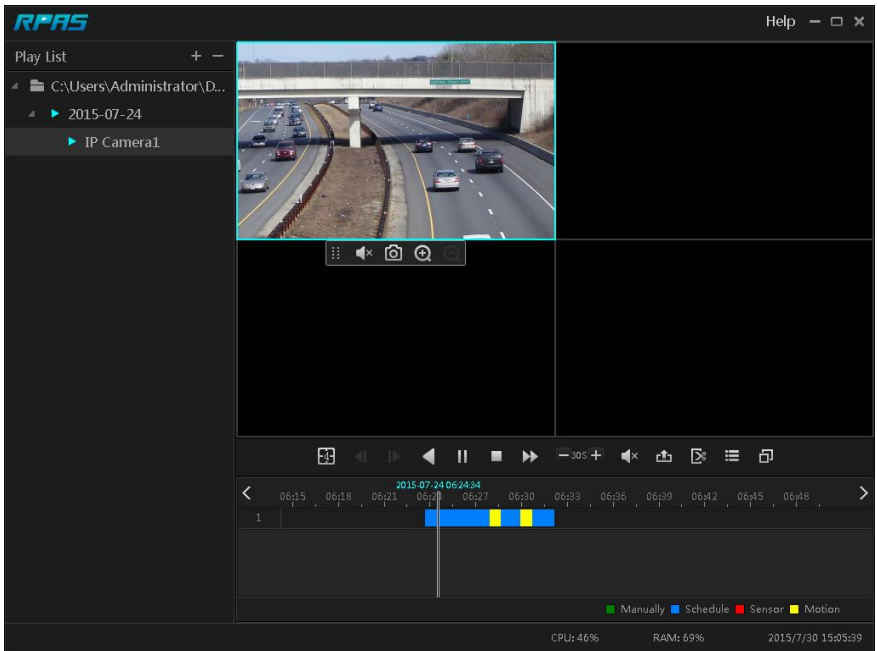 RPAS
Help
Play List
C:\Users\Administrator\D...
2015-07-24
IP Camera1
4
30S
2015-07-24 06:24:34
06:15 06:18 06:21 06:24 06:27 06:30 06:33 06:36 06:39 06:42 06:45 06:48
1
Manually Schedule Sensor Motion
CPU: 46% RAM: 69% 2015/7/30 15:05:39